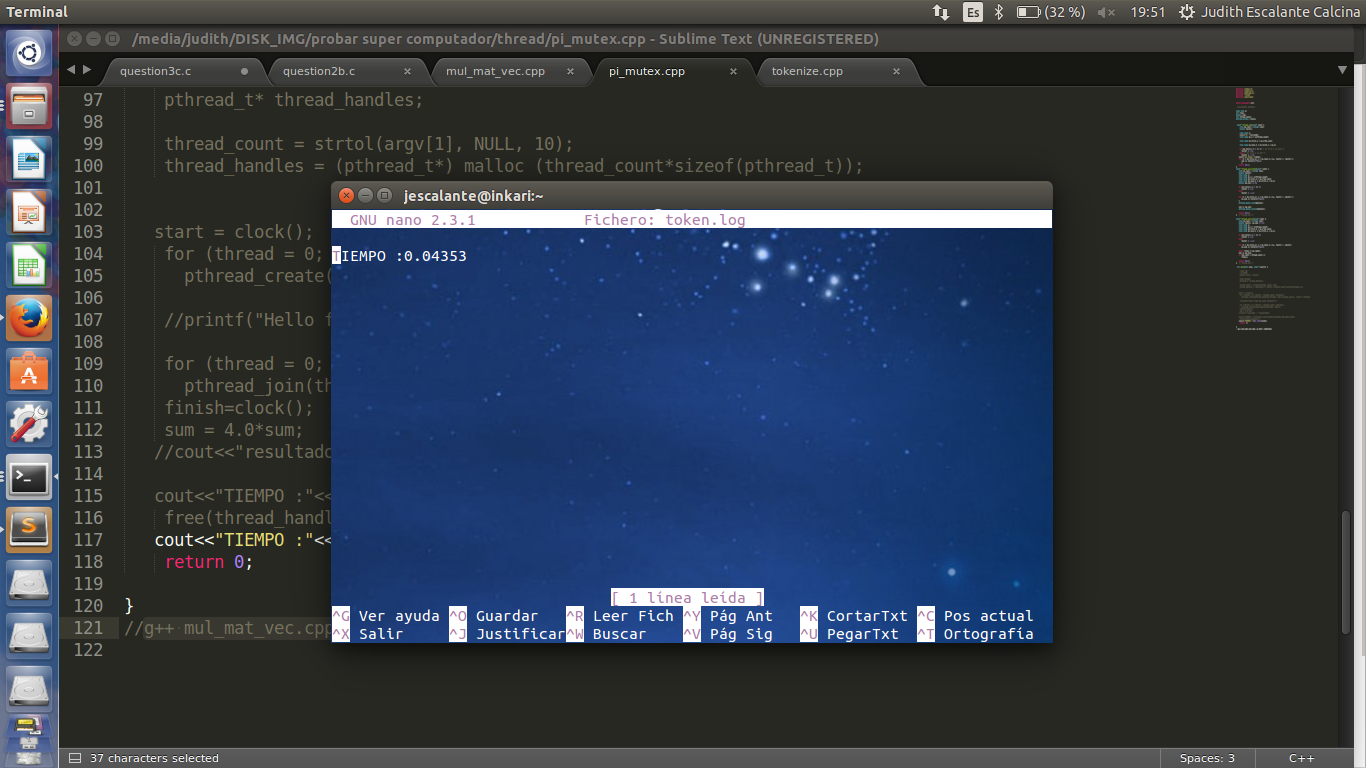 Terminal
Es
(32 %)
19:51
Judith Escalante Calcina
/media/judith/DISK_IMG/probar super computador/thread/pi_mutex.cpp - Sublime Text (UNREGISTERED)
question3c.c
question2b.c
mul_mat_vec.cpp
pi_mutex.cpp
tokenize.cpp
97 pthread_t* thread_handles;
98
99 thread_count = strtol(argv[1], NULL, 10);
100 thread_handles = (pthread_t*) malloc (thread_count*sizeof(pthread_t));
101
102
103 start = clock();
104 for (thread = 0;
105 pthread_create(
106
107 //printf("Hello f
108
109 for (thread = 0;
110 pthread_join(th
111 finish=clock();
112 sum = 4.0*sum;
113 //cout<<"resultado
114
115 cout<<"TIEMPO :"<<
116 free(thread_handl
117 cout<<"TIEMPO :"<<
118 return 0;
119
120 }
121 //g++ mul_mat_vec.cpp
122
jescalante@inkari:~
GNU nano 2.3.1 Fichero: token.log
TIEMPO :0.04353
[ 1 línea leída ]
^G Ver ayuda ^O Guardar ^R Leer Fich ^Y Pág Ant ^K CortarTxt ^C Pos actual
^X Salir ^J Justificar ^W Buscar ^V Pág Sig ^U PegarTxt ^T Ortografía
37 characters selected
Spaces: 3
C++